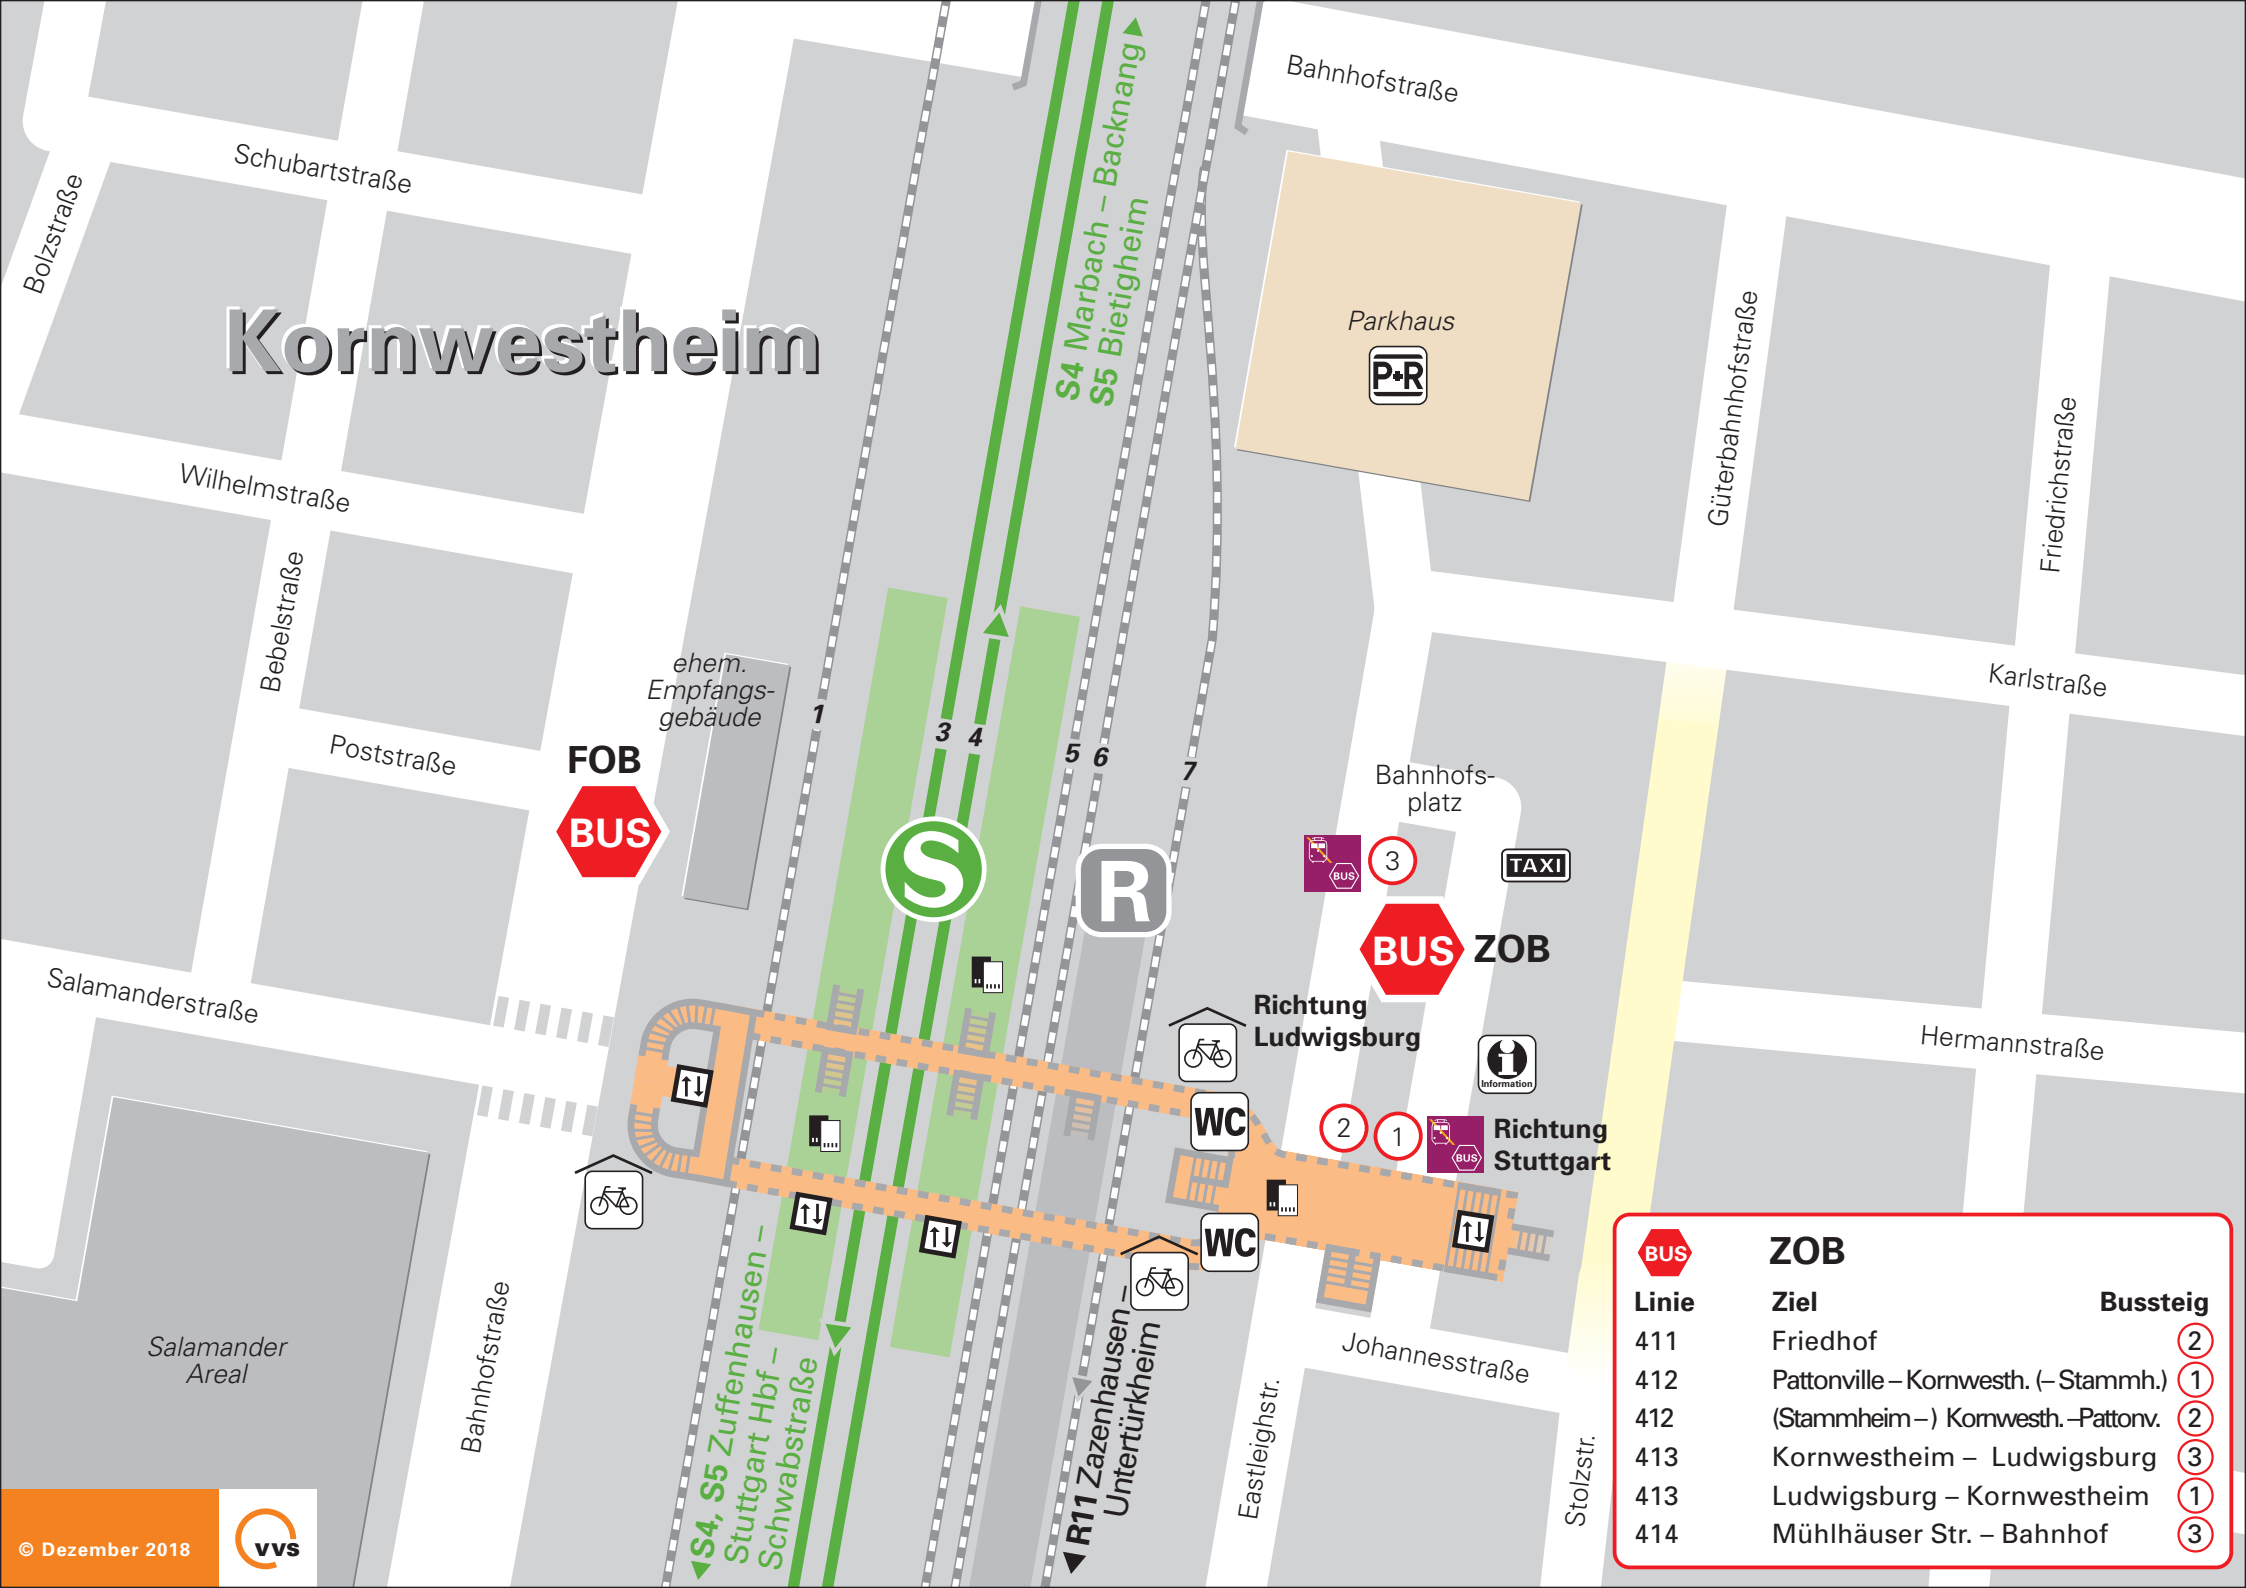 Bahnhofstraße
Schubartstraße
Bolzstraße
Kornwestheim
S4 Marbach – Backnang
S5 Bietigheim
Parkhaus
P+R
Güterbahnhofstraße
Friedrichstraße
Wilhelmstraße
Bebelstraße
ehem.
Empfangs-
gebäude
Karlstraße
1
3
4
5
6
7
Poststraße
FOB
BUS
Bahnhofs-
platz
S
R
BUS
3
TAXI
BUS
ZOB
Salamanderstraße
Richtung
Ludwigsburg
Hermannstraße
i
Information
WC
2
1
BUS
Richtung
Stuttgart
WC
S4, S5 Zuffenhausen –
Stuttgart Hbf –
Schwabstraße
R11 Zazenhausen –
Untertürkheim
Salamander
Areal
Bahnhofstraße
Johannesstraße
Eastleighstr.
Stolzstr.
BUS ZOB
Linie Ziel Bussteig
411 Friedhof 2
412 Pattonville – Kornwesth. (– Stammh.) 1
412 (Stammheim – ) Kornwesth. –Pattonv. 2
413 Kornwestheim – Ludwigsburg 3
413 Ludwigsburg – Kornwestheim 1
414 Mühlhäuser Str. – Bahnhof 3
© Dezember 2018
vvs